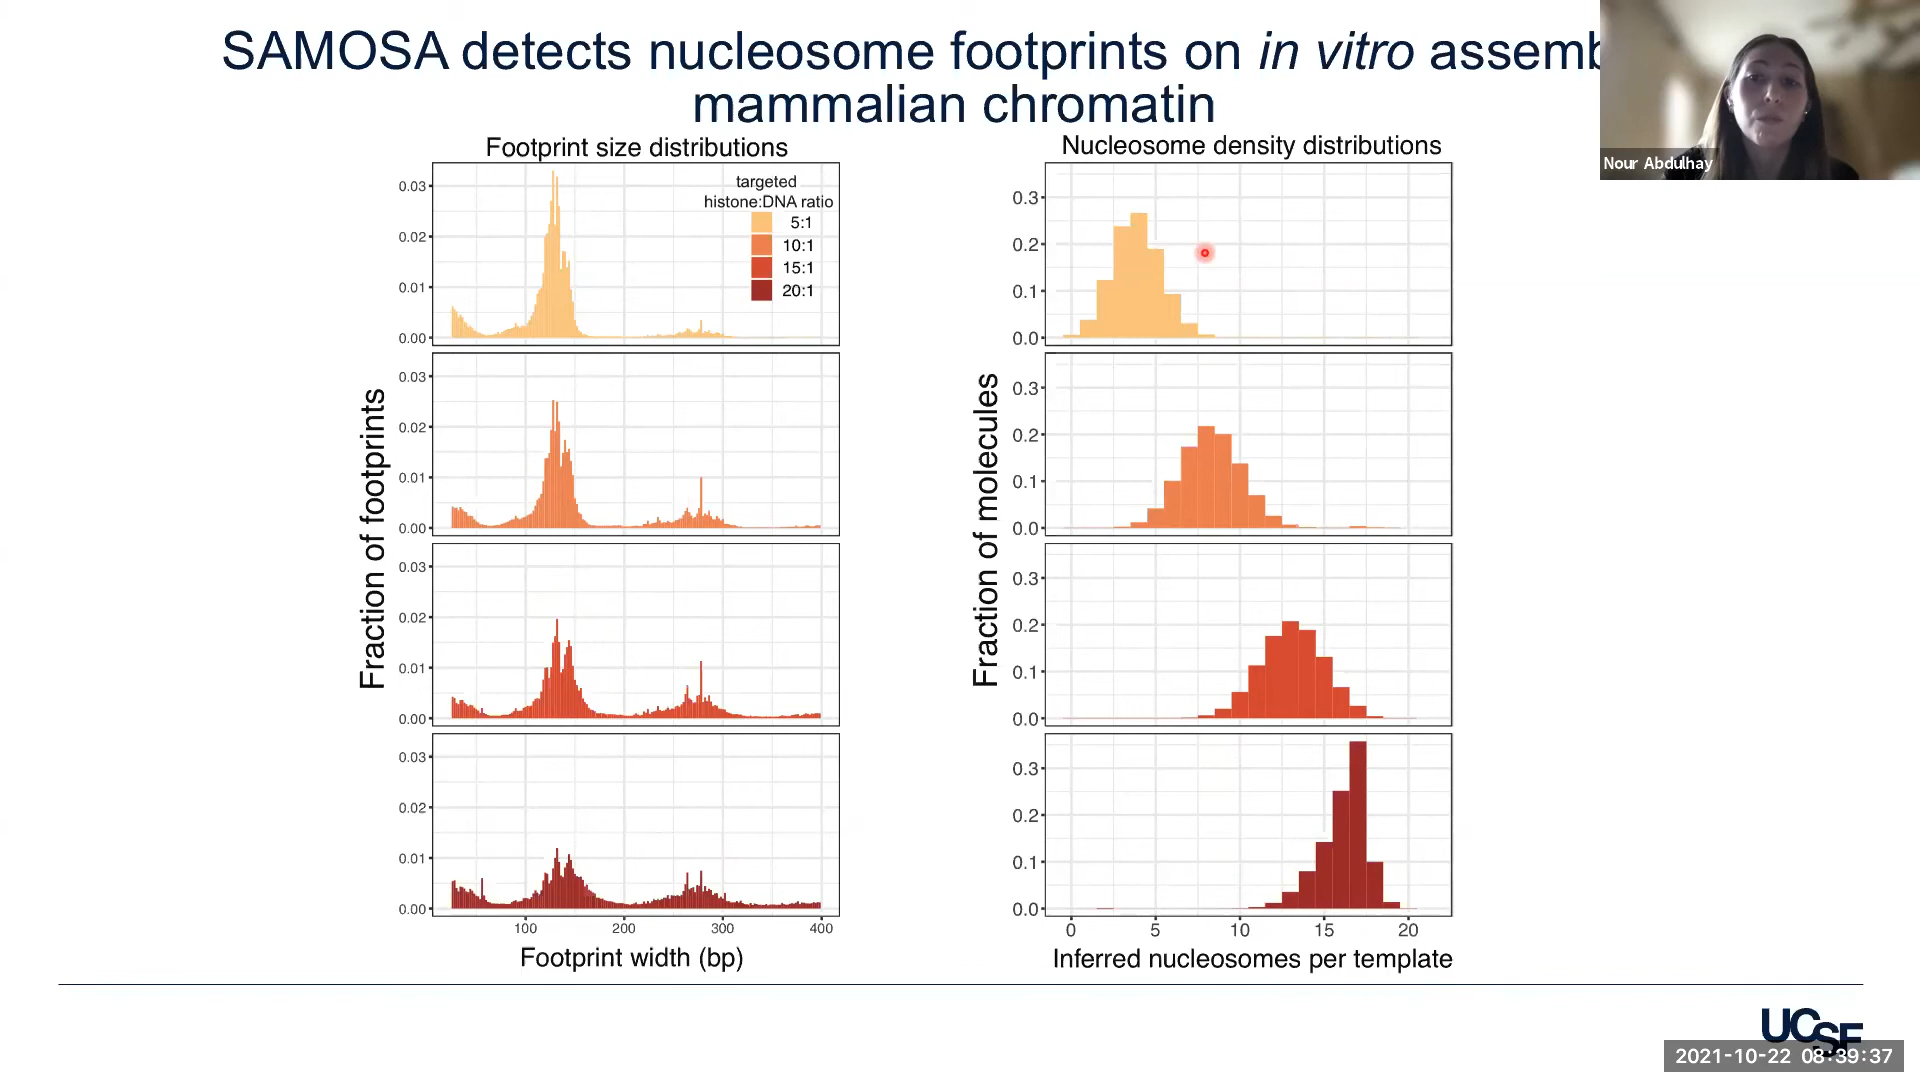 SAMOSA detects nucleosome footprints on in vitro assemb
mammalian chromatin
Nour Abdulhay
Footprint size distributions
Nucleosome density distributions
targeted
histone:DNA ratio
5:1
10:1
15:1
20:1
Fraction of footprints
0.03
0.02
0.01
0.00
0.03
0.02
0.01
0.00
0.03
0.02
0.01
0.00
0.03
0.02
0.01
0.00
100 200 300 400
Footprint width (bp)
Fraction of molecules
0.3
0.2
0.1
0.0
0.3
0.2
0.1
0.0
0.3
0.2
0.1
0.0
0.3
0.2
0.1
0.0
0 5 10 15 20
Inferred nucleosomes per template
UCSF
2021-10-22 08:39:37